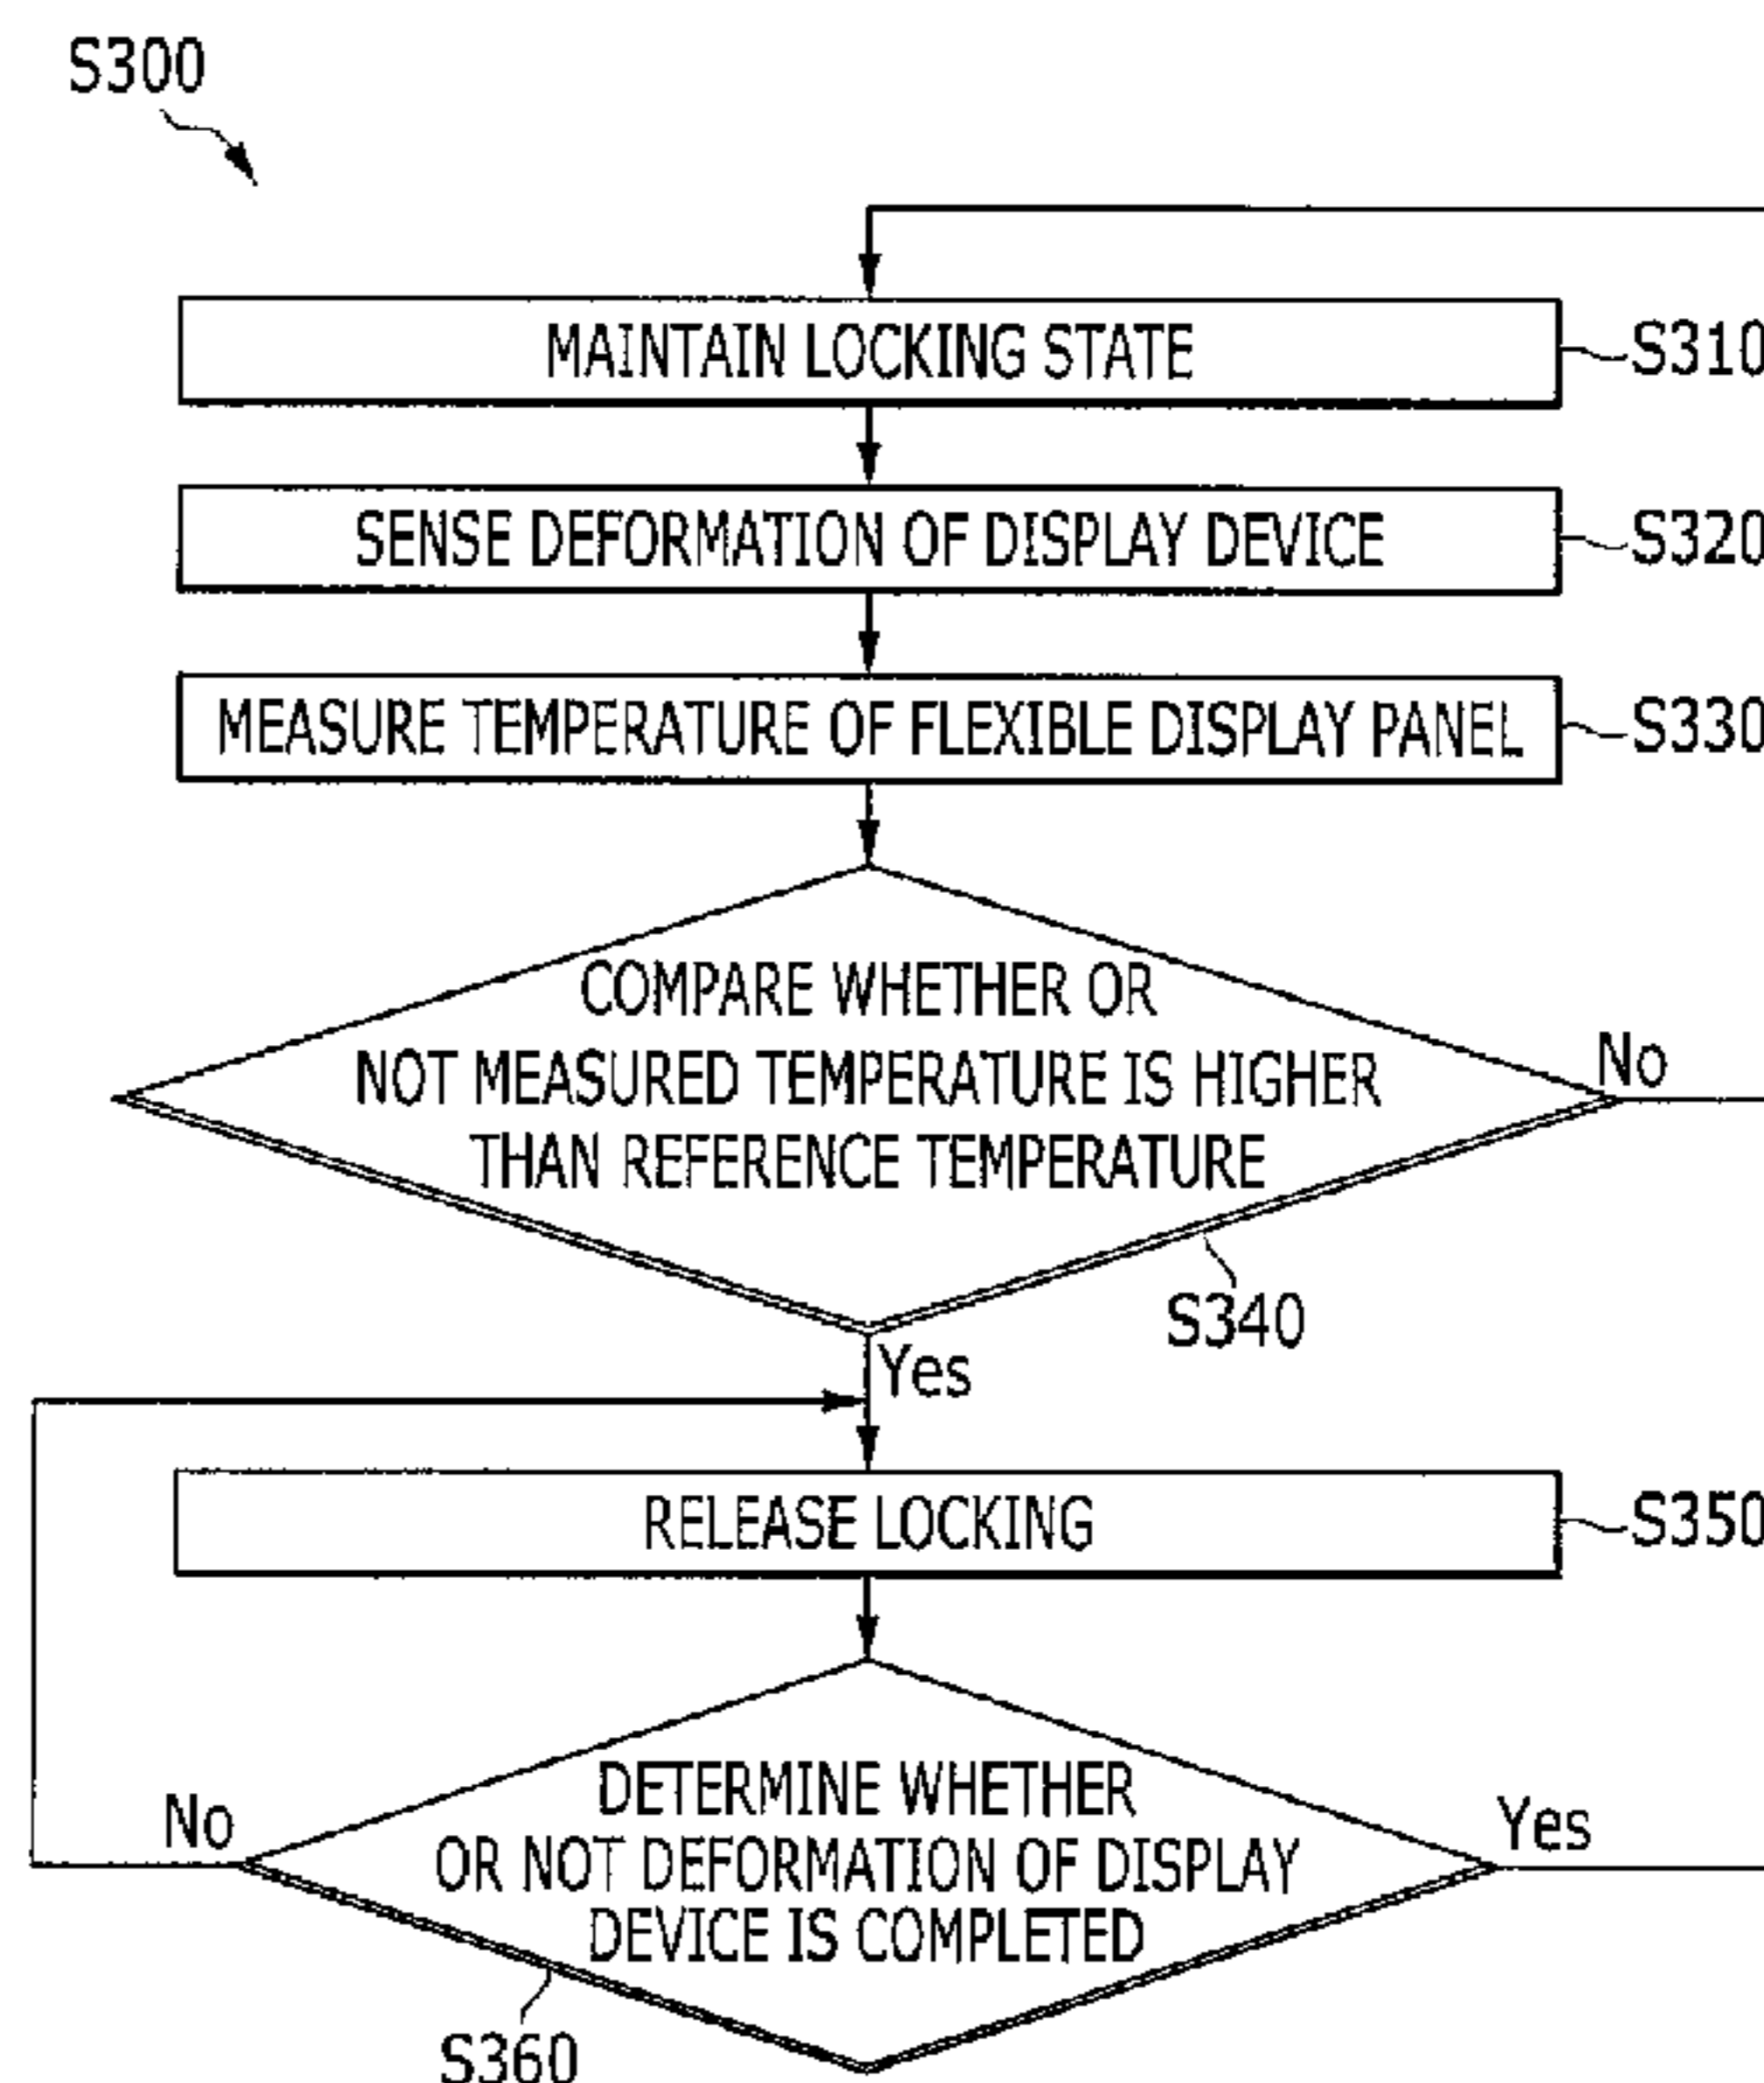 S300
MAINTAIN LOCKING STATE
S310
SENSE DEFORMATION OF DISPLAY DEVICE
S320
MEASURE TEMPERATURE OF FLEXIBLE DISPLAY PANEL
S330
COMPARE WHETHER OR
NOT MEASURED TEMPERATURE IS HIGHER
THAN REFERENCE TEMPERATURE
No
S340
Yes
RELEASE LOCKING
S350
DETERMINE WHETHER
OR NOT DEFORMATION OF DISPLAY
DEVICE IS COMPLETED
No
Yes
S360